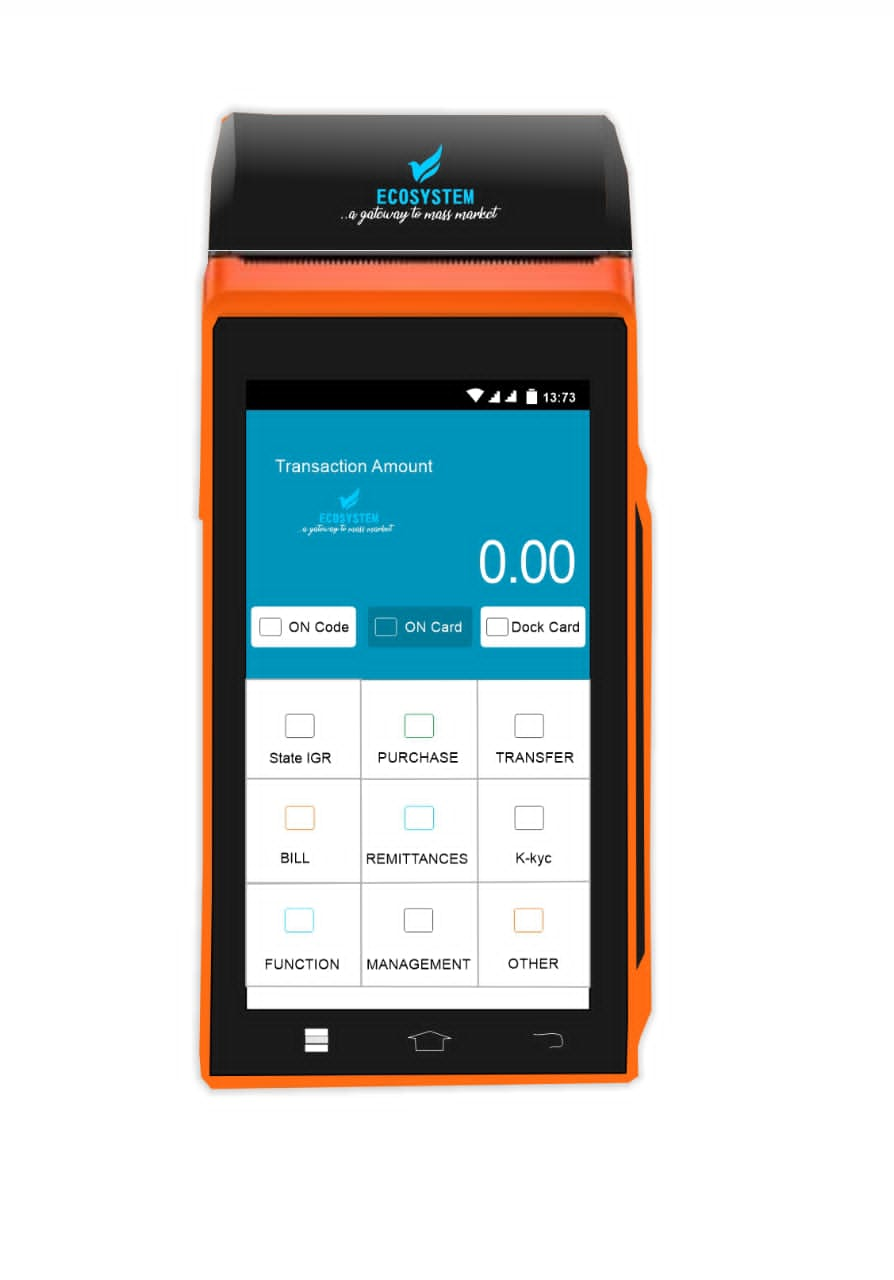 ECOSYSTEM
..a gateway to mass market
13:73
Transaction Amount
ECOSYSTEM
..a gateway to mass market
0.00
ON Code ON Card Dock Card
State IGR PURCHASE TRANSFER
BILL REMITTANCES K-kyc
FUNCTION MANAGEMENT OTHER